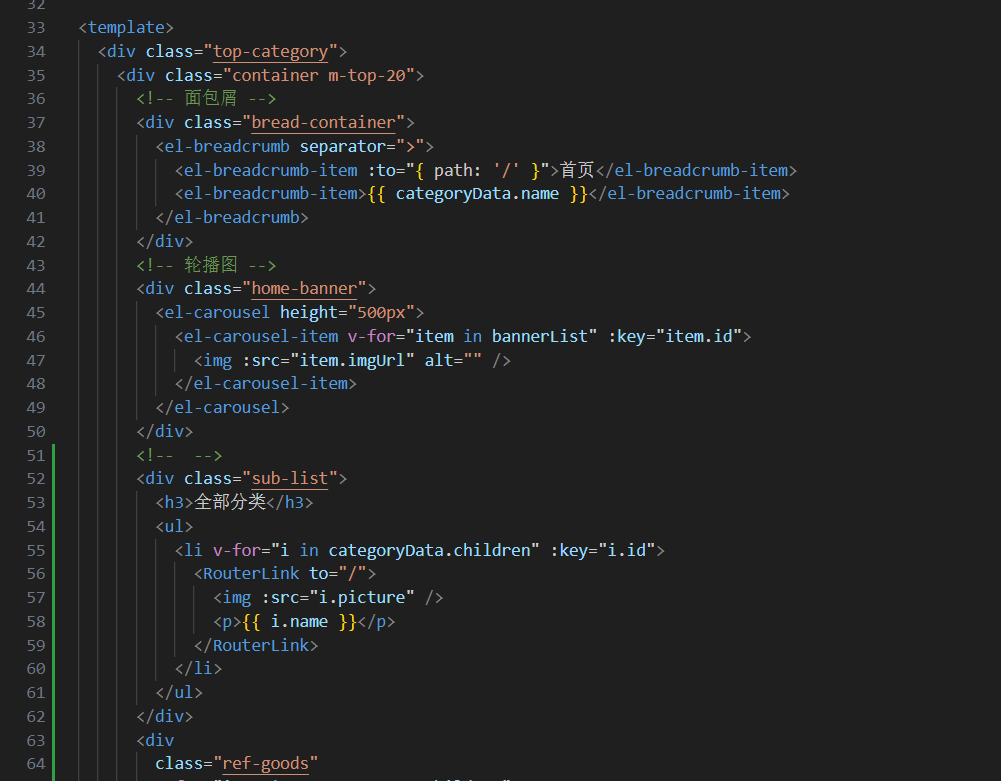 32
33 <template>
34 <div class="top-category">
35 <div class="container m-top-20">
36 <!-- 面包屑 -->
37 <div class="bread-container">
38 <el-breadcrumb separator=">">
39 <el-breadcrumb-item :to="{ path: '/' }">首页</el-breadcrumb-item>
40 <el-breadcrumb-item>{{ categoryData.name }}</el-breadcrumb-item>
41 </el-breadcrumb>
42 </div>
43 <!-- 轮播图 -->
44 <div class="home-banner">
45 <el-carousel height="500px">
46 <el-carousel-item v-for="item in bannerList" :key="item.id">
47 <img :src="item.imgUrl" alt="" />
48 </el-carousel-item>
49 </el-carousel>
50 </div>
51 <!--  -->
52 <div class="sub-list">
53 <h3>全部分类</h3>
54 <ul>
55 <li v-for="i in categoryData.children" :key="i.id">
56 <RouterLink to="/">
57 <img :src="i.picture" />
58 <p>{{ i.name }}</p>
59 </RouterLink>
60 </li>
61 </ul>
62 </div>
63 <div
64 class="ref-goods"